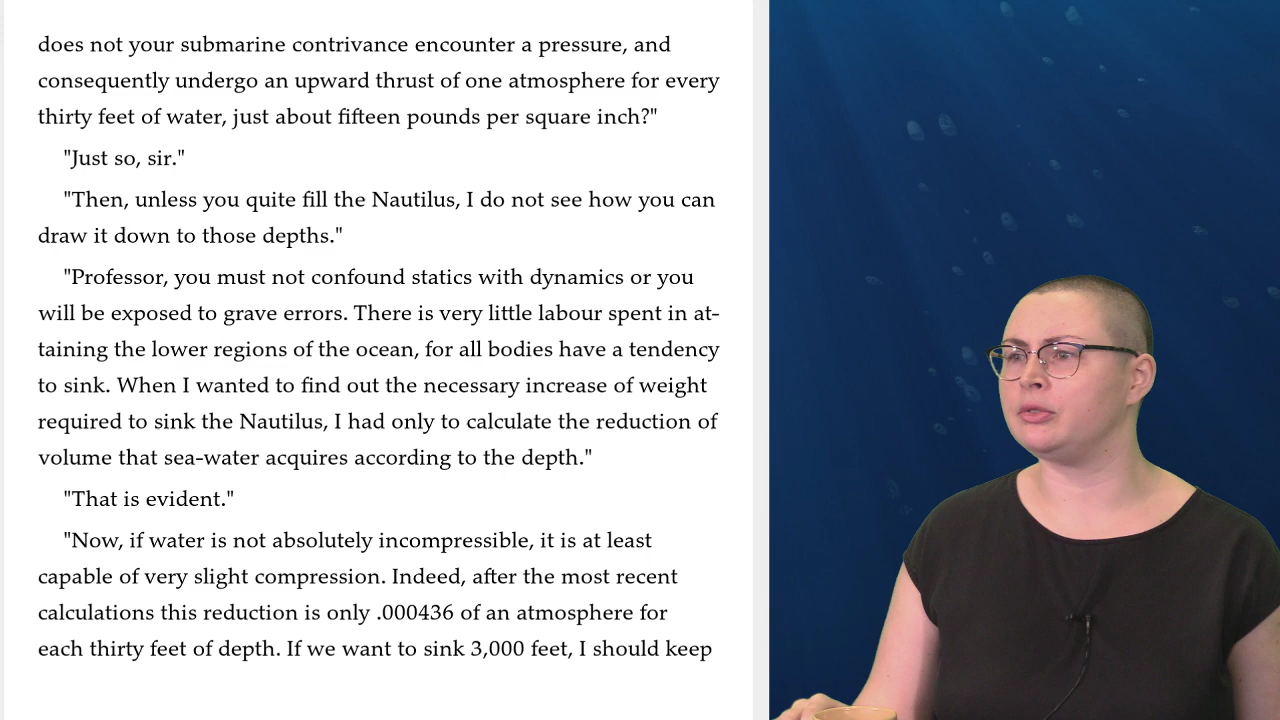 does not your submarine contrivance encounter a pressure, and
consequently undergo an upward thrust of one atmosphere for every
thirty feet of water, just about fifteen pounds per square inch?"
"Just so, sir."
"Then, unless you quite fill the Nautilus, I do not see how you can
draw it down to those depths."
"Professor, you must not confound statics with dynamics or you
will be exposed to grave errors. There is very little labour spent in at-
taining the lower regions of the ocean, for all bodies have a tendency
to sink. When I wanted to find out the necessary increase of weight
required to sink the Nautilus, I had only to calculate the reduction of
volume that sea-water acquires according to the depth."
"That is evident."
"Now, if water is not absolutely incompressible, it is at least
capable of very slight compression. Indeed, after the most recent
calculations this reduction is only .000436 of an atmosphere for
each thirty feet of depth. If we want to sink 3,000 feet, I should keep